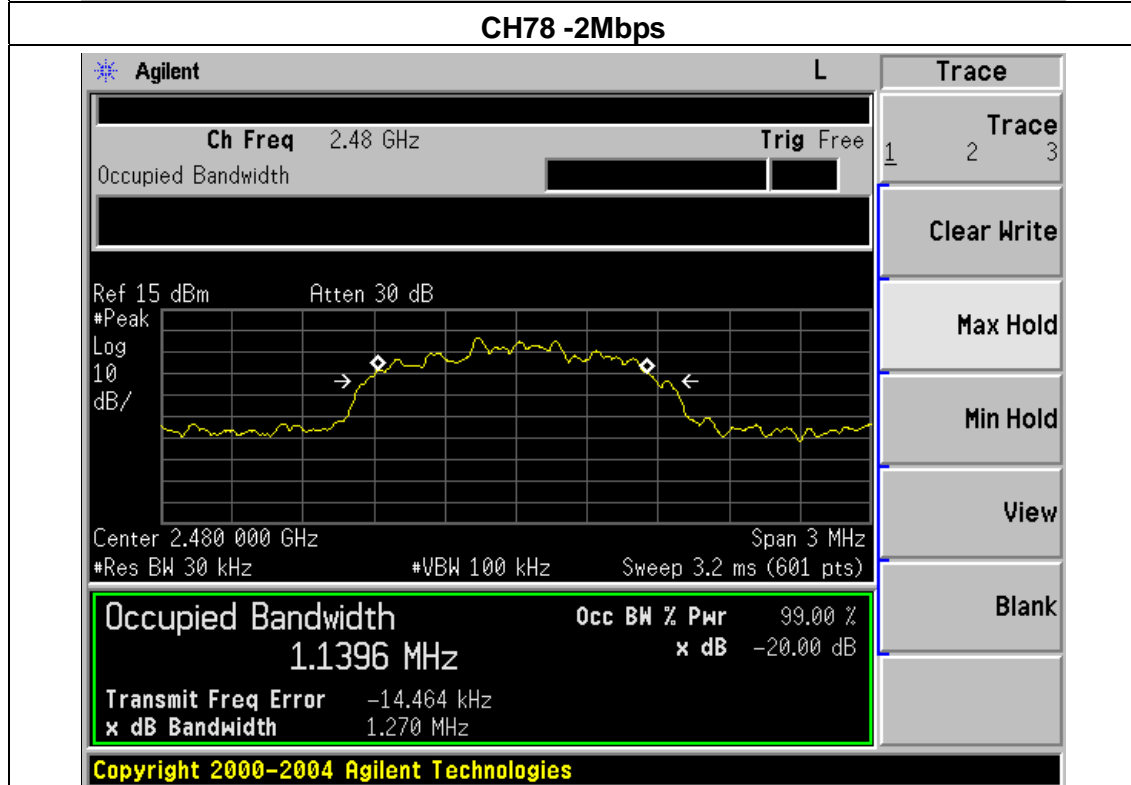 CH78 -2Mbps
Agilent L Trace
Ch Freq 2.48 GHz Trig Free
Occupied Bandwidth
Trace
1 2 3
Clear Write
Max Hold
Min Hold
View
Blank
Ref 15 dBm Atten 30 dB
#Peak
Log
10
dB/
Center 2.480 000 GHz Span 3 MHz
#Res BW 30 kHz #VBW 100 kHz Sweep 3.2 ms (601 pts)
Occupied Bandwidth Occ BW % Pwr 99.00 %
1.1396 MHz x dB -20.00 dB
Transmit Freq Error -14.464 kHz
x dB Bandwidth 1.270 MHz
Copyright 2000-2004 Agilent Technologies